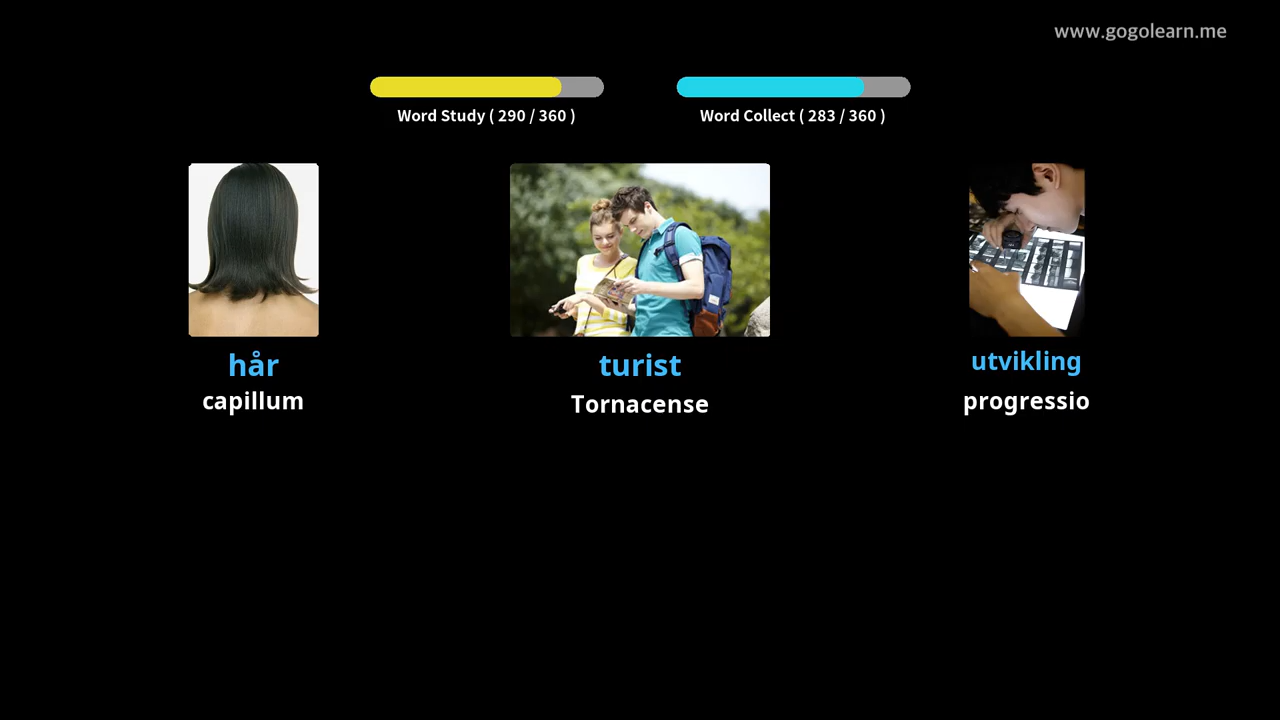 www.gogolearn.me
Word Study ( 290 / 360 )
Word Collect ( 283 / 360 )
hår
capillum
turist
Tornacense
utvikling
progressio